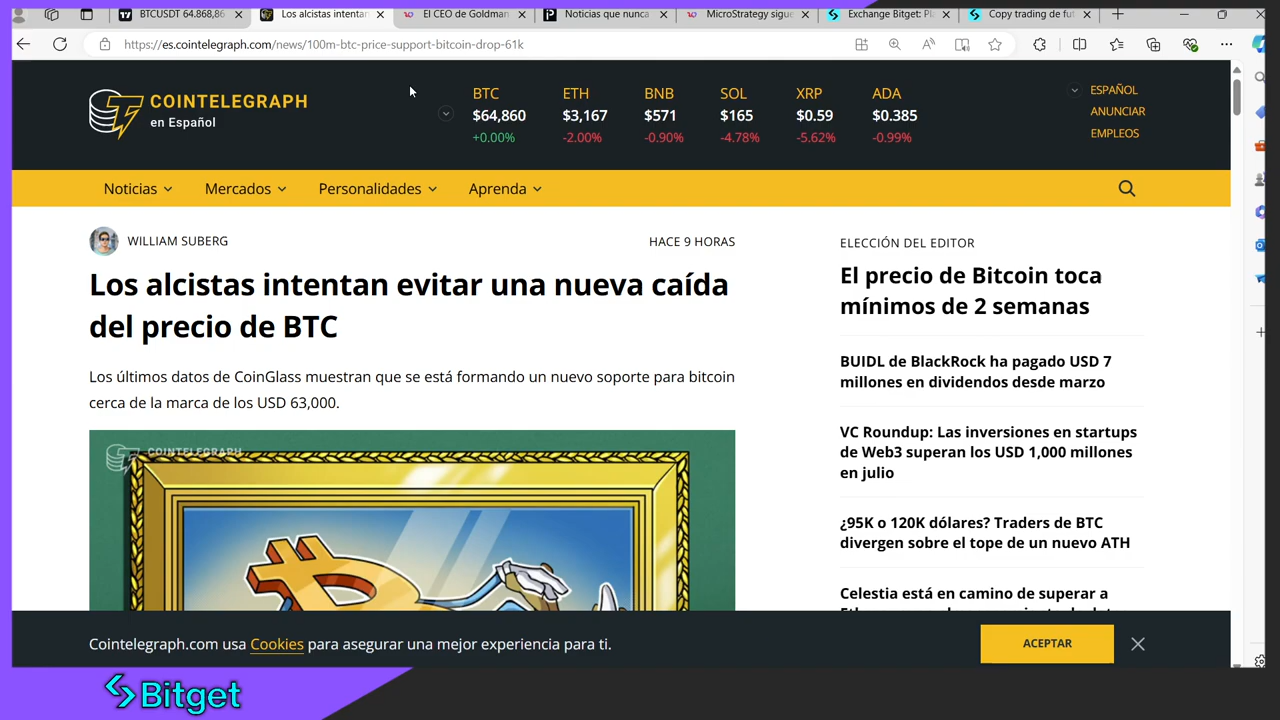 BTCUSDT 64.868,86
Los alcistas intentan
El CEO de Goldman
Noticias que nunca
MicroStrategy sigue
Exchange Bitget: Pla
Copy trading de fut
https://es.cointelegraph.com/news/100m-btc-price-support-bitcoin-drop-61k
COINTELEGRAPH
en Español
BTC
$64,860
+0.00%
ETH
$3,167
-2.00%
BNB
$571
-0.90%
SOL
$165
-4.78%
XRP
$0.59
-5.62%
ADA
$0.385
-0.99%
ESPAÑOL
ANUNCIAR
EMPLEOS
Noticias
Mercados
Personalidades
Aprenda
WILLIAM SUBERG
HACE 9 HORAS
Los alcistas intentan evitar una nueva caída
del precio de BTC
Los últimos datos de CoinGlass muestran que se está formando un nuevo soporte para bitcoin
cerca de la marca de los USD 63,000.
COINTELEGRAPH
ELECCIÓN DEL EDITOR
El precio de Bitcoin toca
mínimos de 2 semanas
BUIDL de BlackRock ha pagado USD 7
millones en dividendos desde marzo
VC Roundup: Las inversiones en startups
de Web3 superan los USD 1,000 millones
en julio
¿95K o 120K dólares? Traders de BTC
divergen sobre el tope de un nuevo ATH
Celestia está en camino de superar a
Cointelegraph.com usa Cookies para asegurar una mejor experiencia para ti.
ACEPTAR
Bitget